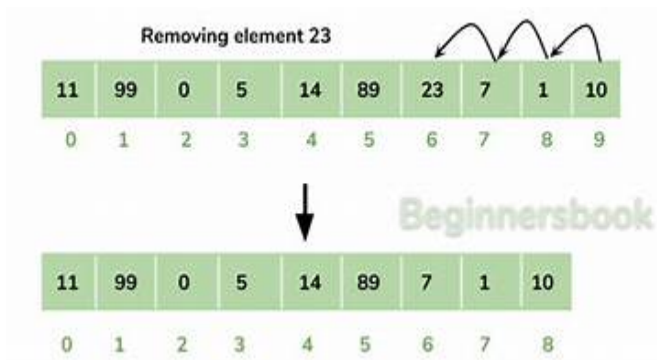 Removing element 23
11 99 0 5 14 89 23 7 1 10
0 1 2 3 4 5 6 7 8 9
Beginnersbook
11 99 0 5 14 89 7 1 10
0 1 2 3 4 5 6 7 8